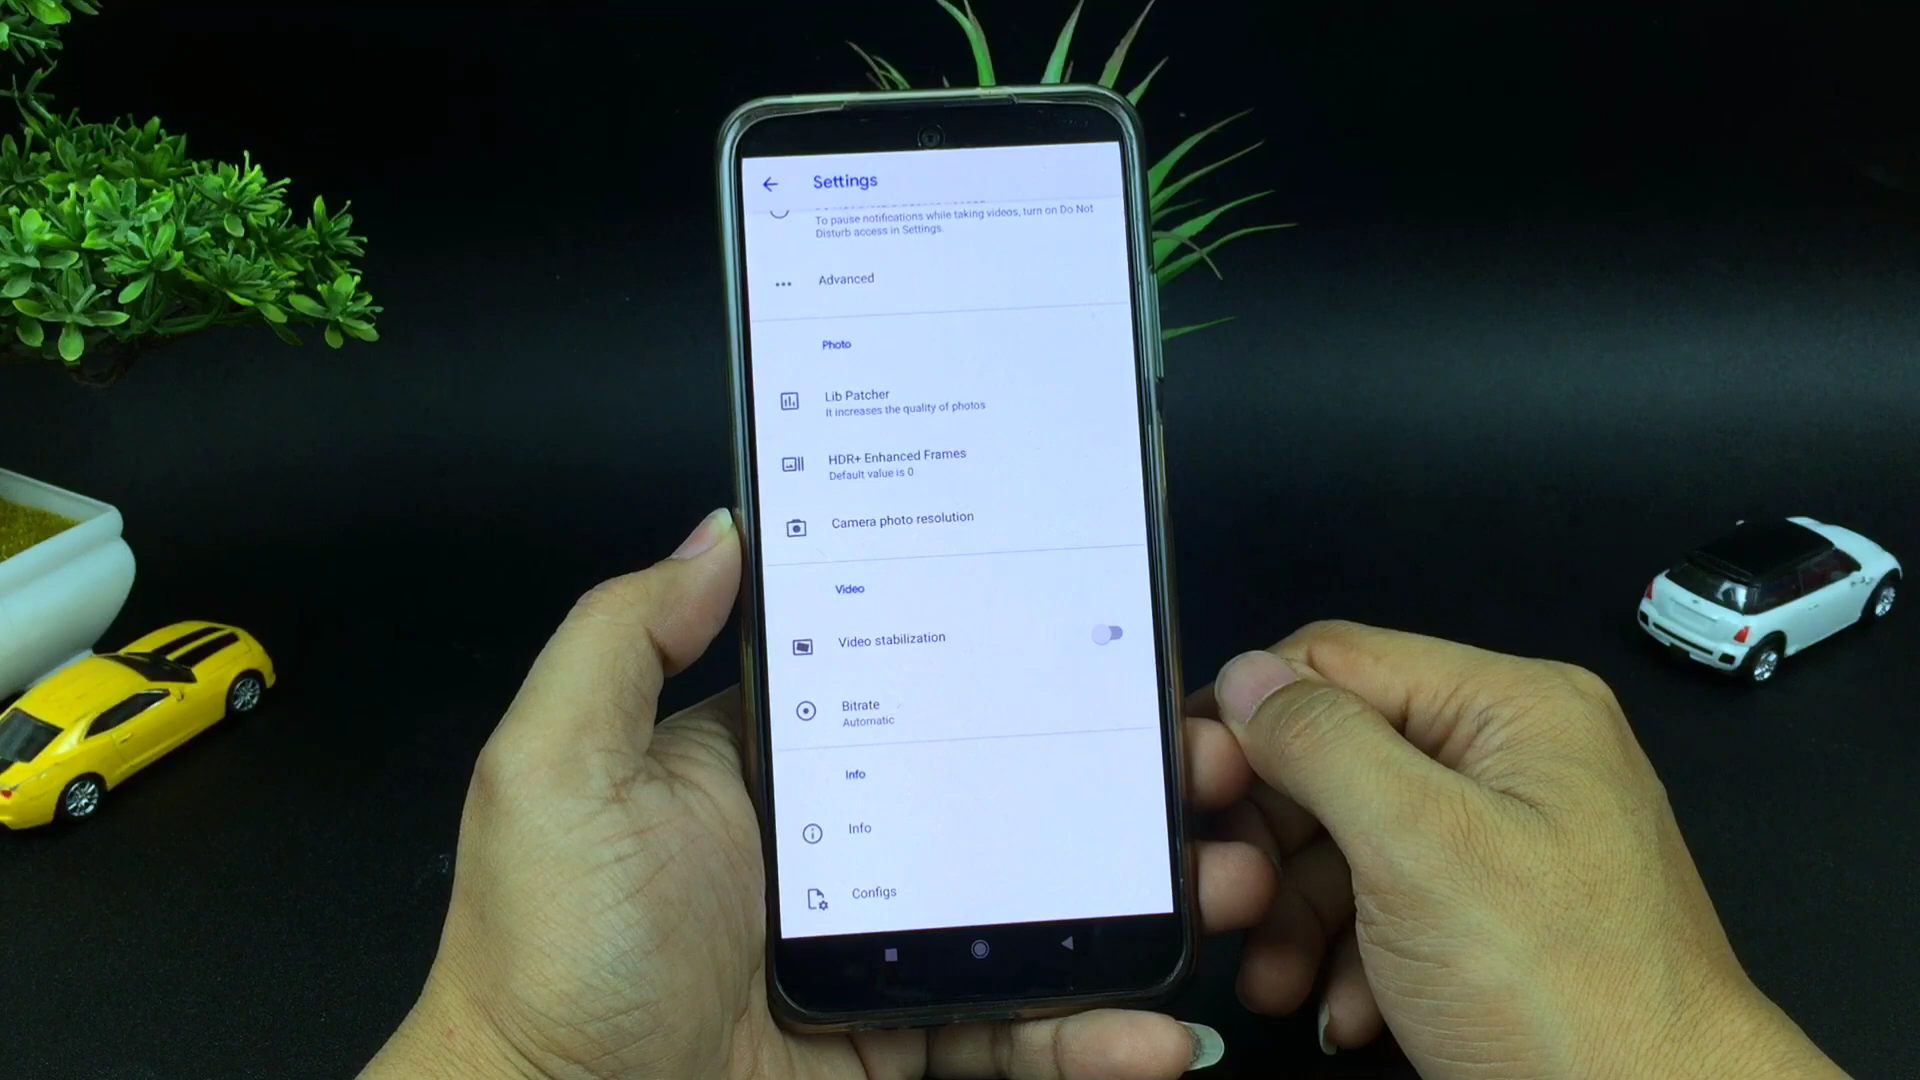 Settings
To pause notifications while taking videos, turn on Do Not
Disturb access in Settings.
Advanced
Photo
Lib Patcher
It increases the quality of photos
HDR+ Enhanced Frames
Default value is 0
Camera photo resolution
Video
Video stabilization
Bitrate
Automatic
Info
Info
Configs